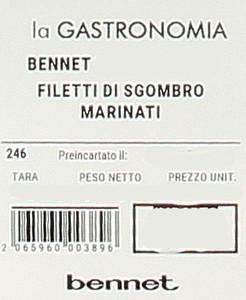 la GASTRONOMIA
BENNET
FILETTI DI SGOMBRO
MARINATI
246 Preincartato il:
TARA PESO NETTO PREZZO UNIT.
2 065960 003896
bennet